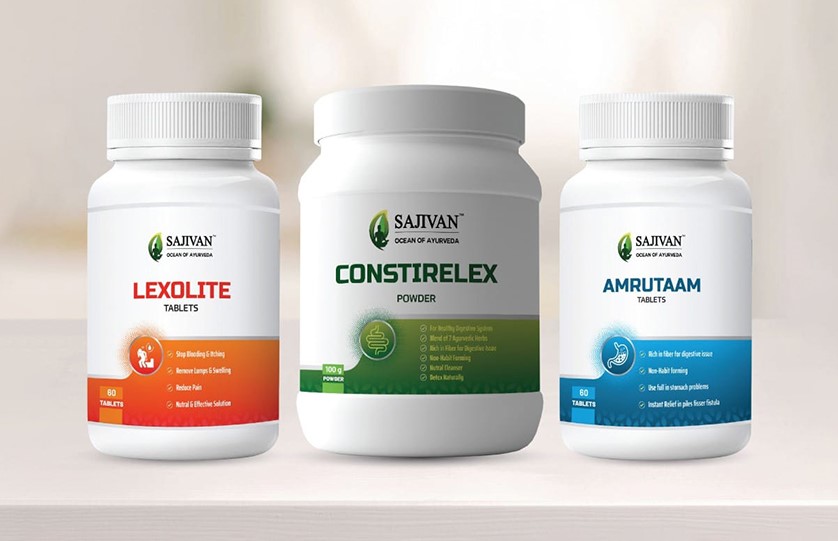 SAJIVAN™
OCEAN OF AYURVEDA
LEXOLITE
TABLETS
Stop Bleeding & Itching
Remove Lumps & Swelling
Reduce Pain
Nutral & Effective Solution
60
TABLETS
SAJIVAN™
OCEAN OF AYURVEDA
CONSTIRELEX
POWDER
For Healthy Digestive System
Blend of 7 Ayurvedic Herbs
Rich in Fiber for Digestive Issue
Non-Habit Forming
Nutral Cleanser
Detox Naturally
100 g
POWDER
SAJIVAN™
OCEAN OF AYURVEDA
AMRUTAAM
TABLETS
Rich in fiber for digestive issue
Non-Habit forming
Use full in stomach problems
Instant Relief in piles fisser fistula
60
TABLETS